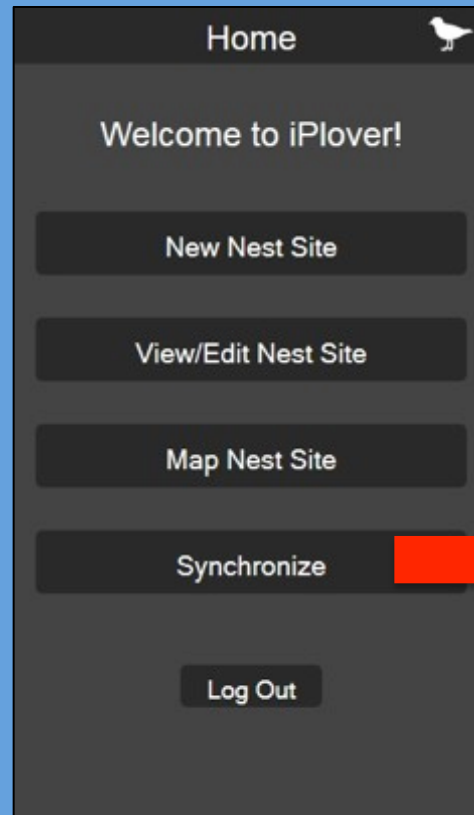 Home
Welcome to iPlover!
New Nest Site
View/Edit Nest Site
Map Nest Site
Synchronize
Log Out